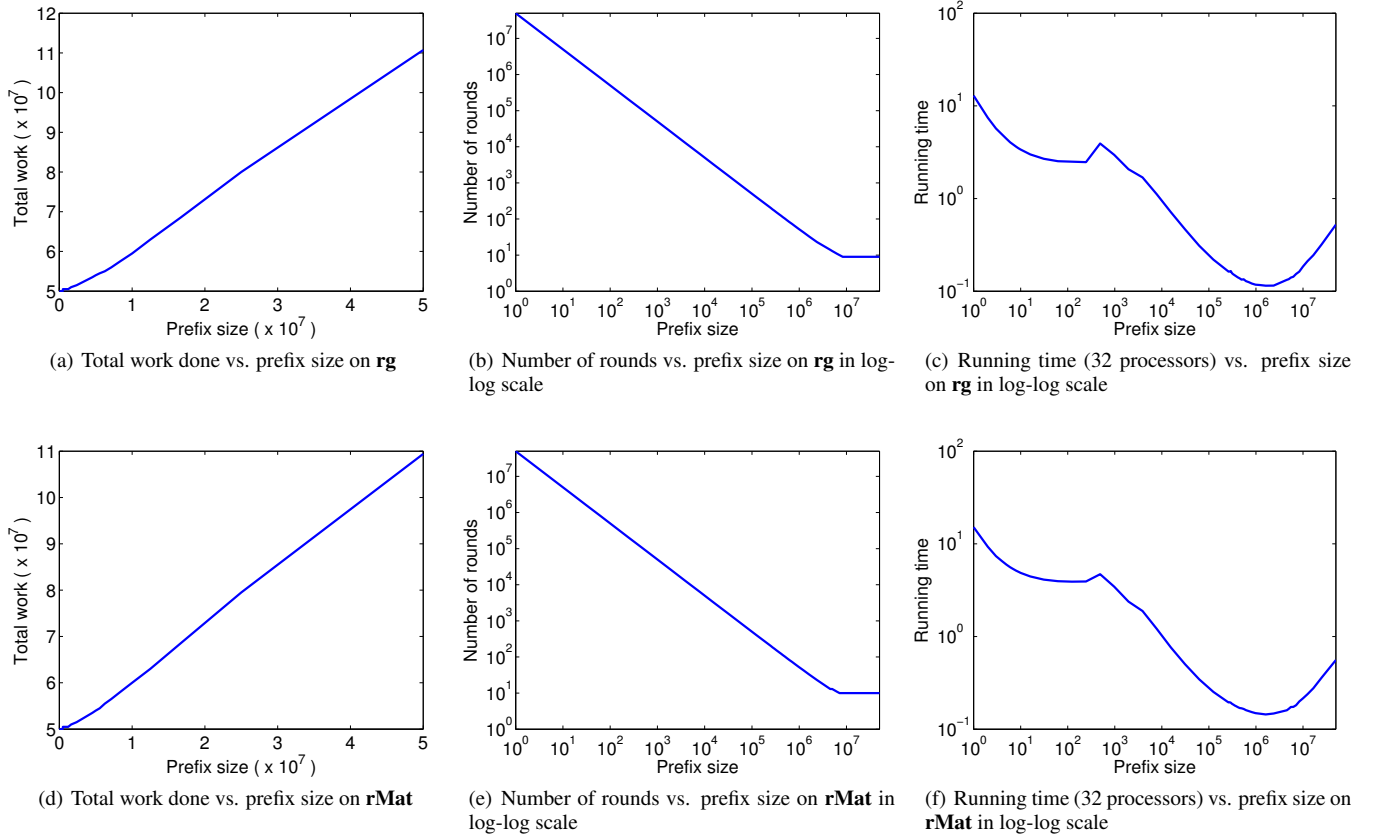 12
11
10
9
8
7
6
5
Total work ( x 10^7 )
0 1 2 3 4 5
Prefix size ( x 10^7 )
(a) Total work done vs. prefix size on rg
10^7
10^6
10^5
10^4
10^3
10^2
10^1
10^0
Number of rounds
10^0 10^1 10^2 10^3 10^4 10^5 10^6 10^7
Prefix size
(b) Number of rounds vs. prefix size on rg in log-
log scale
10^2
10^1
10^0
10^−1
Running time
10^0 10^1 10^2 10^3 10^4 10^5 10^6 10^7
Prefix size
(c) Running time (32 processors) vs. prefix size
on rg in log-log scale
11
10
9
8
7
6
5
Total work ( x 10^7 )
0 1 2 3 4 5
Prefix size ( x 10^7 )
(d) Total work done vs. prefix size on rMat
10^7
10^6
10^5
10^4
10^3
10^2
10^1
10^0
Number of rounds
10^0 10^1 10^2 10^3 10^4 10^5 10^6 10^7
Prefix size
(e) Number of rounds vs. prefix size on rMat in
log-log scale
10^2
10^1
10^0
10^−1
Running time
10^0 10^1 10^2 10^3 10^4 10^5 10^6 10^7
Prefix size
(f) Running time (32 processors) vs. prefix size on
rMat in log-log scale